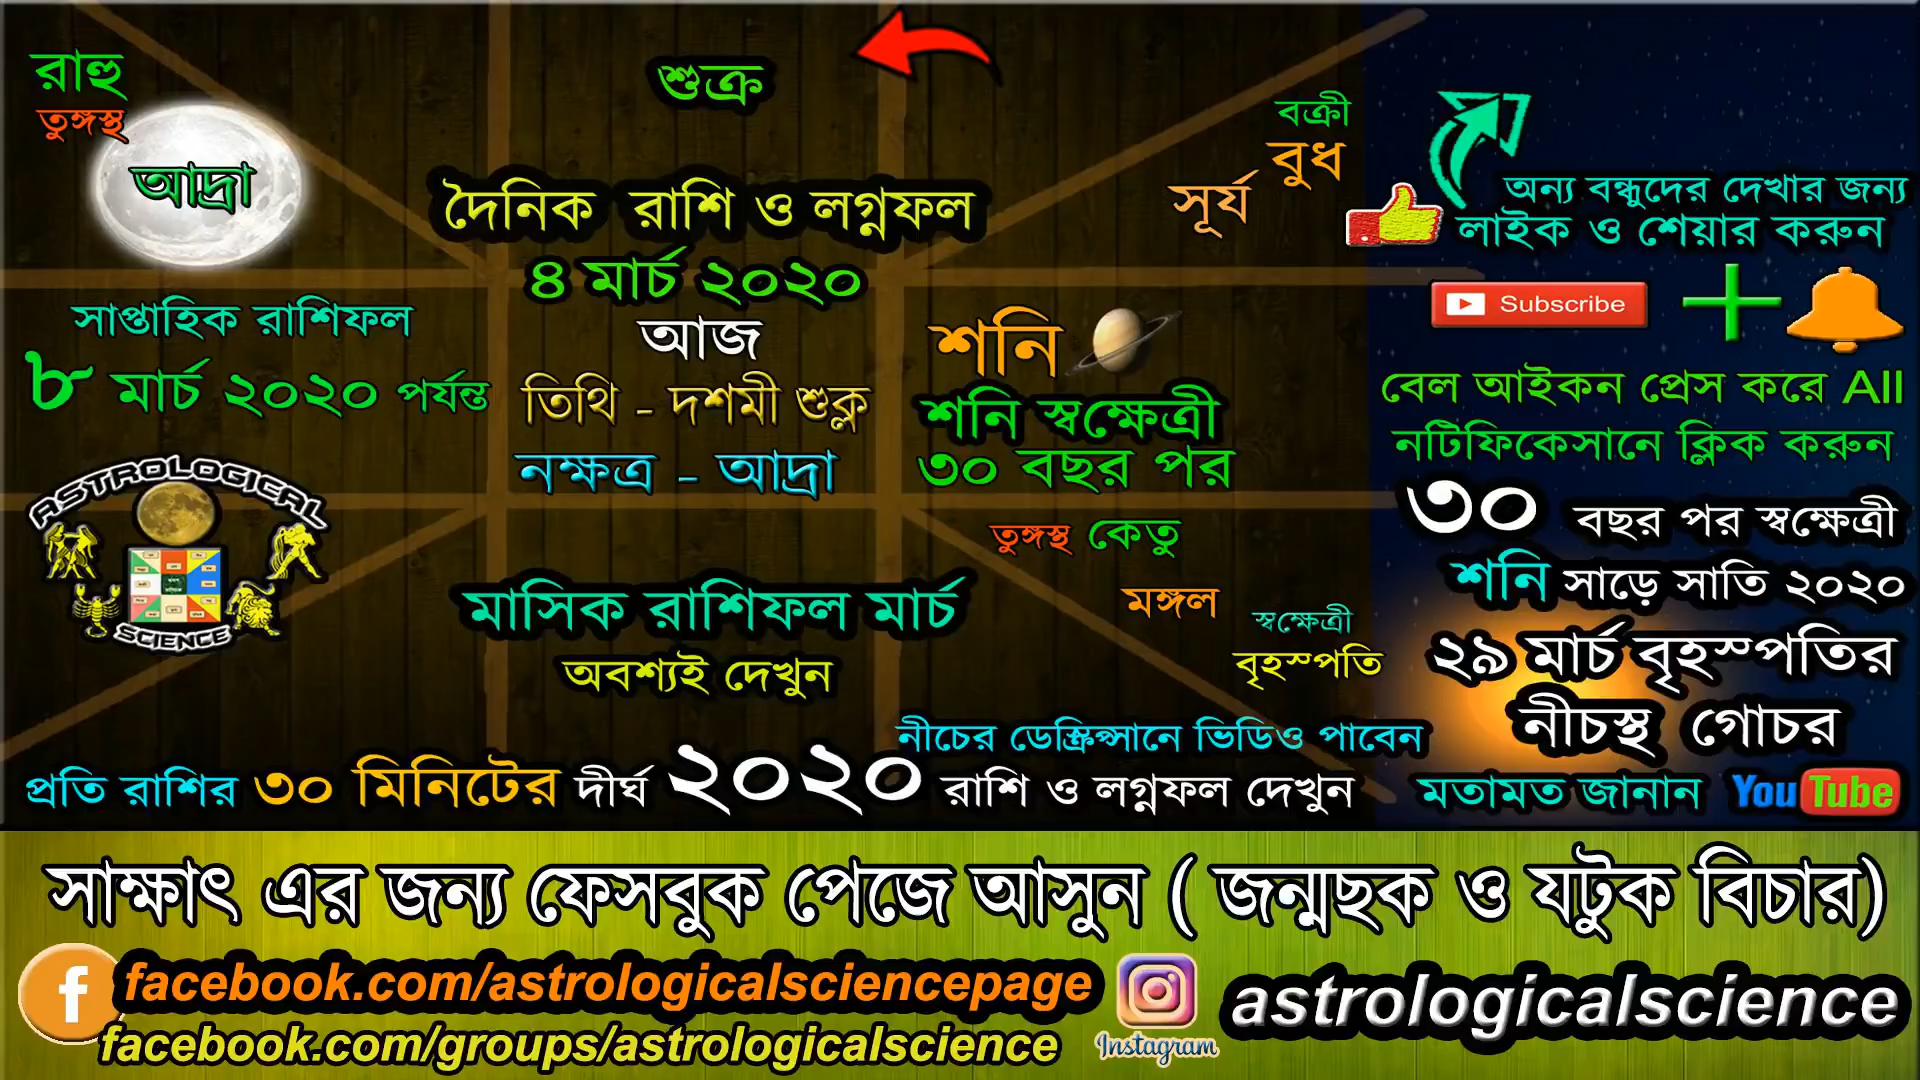 রাহু
তুঙ্গস্থ
আর্দ্রা
শুক্র
বক্রী
বুধ
সূর্য
দৈনিক রাশি ও লগ্নফল
৪ মার্চ ২০২০
আজ
তিথি - দশমী শুক্ল
নক্ষত্র - আর্দ্রা
সাপ্তাহিক রাশিফল
৮ মার্চ ২০২০ পর্যন্ত
ASTROLOGICAL
SCIENCE
শনি
শনি স্বক্ষেত্রী
৩০ বছর পর
তুঙ্গস্থ কেতু
মঙ্গল
স্বক্ষেত্রী
বৃহস্পতি
মাসিক রাশিফল মার্চ
অবশ্যই দেখুন
অন্য বন্ধুদের দেখার জন্য
লাইক ও শেয়ার করুন
Subscribe
বেল আইকন প্রেস করে All
নটিফিকেসানে ক্লিক করুন
৩০ বছর পর স্বক্ষেত্রী
শনি সাড়ে সাতি ২০২০
২৯ মার্চ বৃহস্পতির
নীচস্থ গোচর
মতামত জানান YouTube
নীচের ডেস্ক্রিপ্সানে ভিডিও পাবেন
প্রতি রাশির ৩০ মিনিটের দীর্ঘ ২০২০ রাশি ও লগ্নফল দেখুন
সাক্ষাৎ এর জন্য ফেসবুক পেজে আসুন ( জন্মছক ও যটুক বিচার)
f facebook.com/astrologicalsciencepage
facebook.com/groups/astrologicalscience
Instagram
astrologicalscience